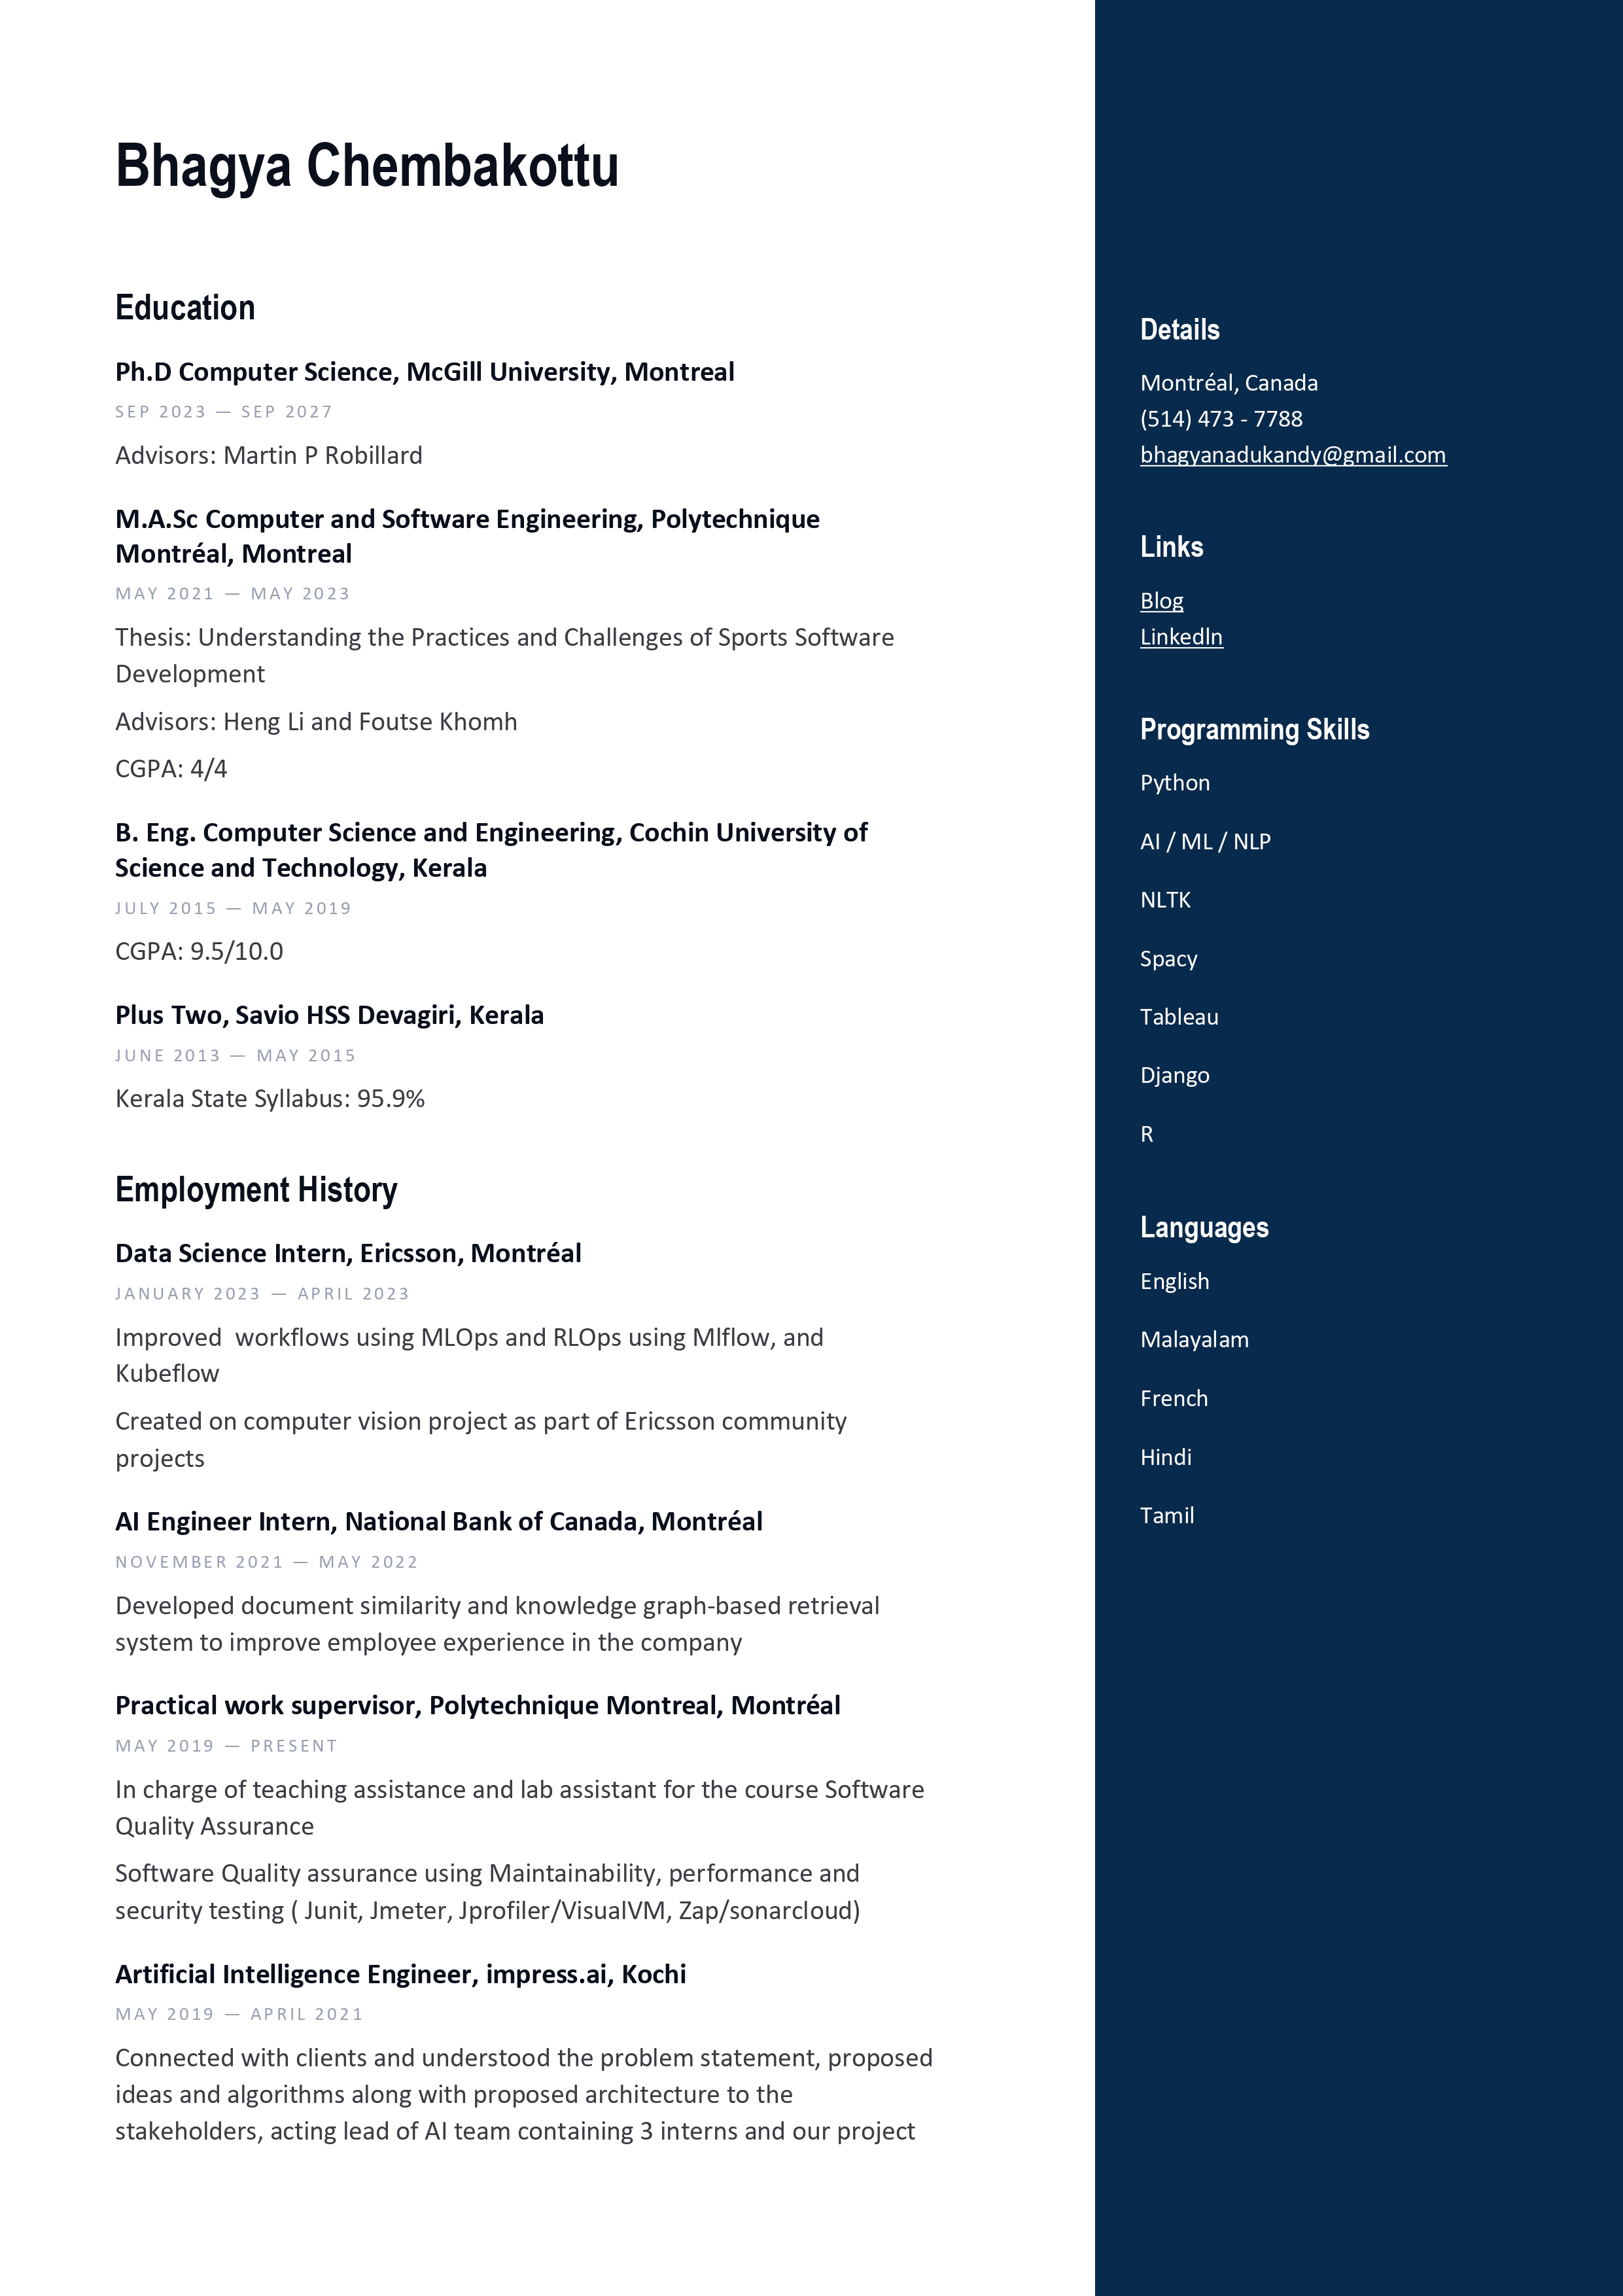 Bhagya Chembakottu
Education
Ph.D Computer Science, McGill University, Montreal
SEP 2023 — SEP 2027
Advisors: Martin P Robillard
M.A.Sc Computer and Software Engineering, Polytechnique
Montréal, Montreal
MAY 2021 — MAY 2023
Thesis: Understanding the Practices and Challenges of Sports Software
Development
Advisors: Heng Li and Foutse Khomh
CGPA: 4/4
B. Eng. Computer Science and Engineering, Cochin University of
Science and Technology, Kerala
JULY 2015 — MAY 2019
CGPA: 9.5/10.0
Plus Two, Savio HSS Devagiri, Kerala
JUNE 2013 — MAY 2015
Kerala State Syllabus: 95.9%
Employment History
Data Science Intern, Ericsson, Montréal
JANUARY 2023 — APRIL 2023
Improved  workflows using MLOps and RLOps using Mlflow, and
Kubeflow
Created on computer vision project as part of Ericsson community
projects
AI Engineer Intern, National Bank of Canada, Montréal
NOVEMBER 2021 — MAY 2022
Developed document similarity and knowledge graph-based retrieval
system to improve employee experience in the company
Practical work supervisor, Polytechnique Montreal, Montréal
MAY 2019 — PRESENT
In charge of teaching assistance and lab assistant for the course Software
Quality Assurance
Software Quality assurance using Maintainability, performance and
security testing ( Junit, Jmeter, Jprofiler/VisualVM, Zap/sonarcloud)
Artificial Intelligence Engineer, impress.ai, Kochi
MAY 2019 — APRIL 2021
Connected with clients and understood the problem statement, proposed
ideas and algorithms along with proposed architecture to the
stakeholders, acting lead of AI team containing 3 interns and our project
Details
Montréal, Canada
(514) 473 - 7788
bhagyanadukandy@gmail.com
Links
Blog
Linkedln
Programming Skills
Python
AI / ML / NLP
NLTK
Spacy
Tableau
Django
R
Languages
English
Malayalam
French
Hindi
Tamil